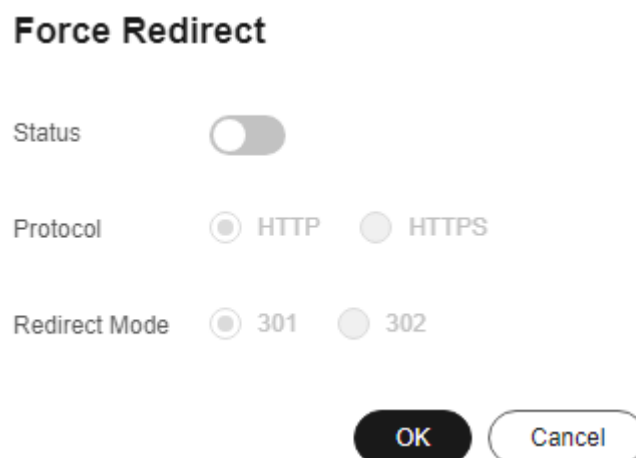 Force Redirect
Status
Protocol HTTP HTTPS
Redirect Mode 301 302
OK Cancel